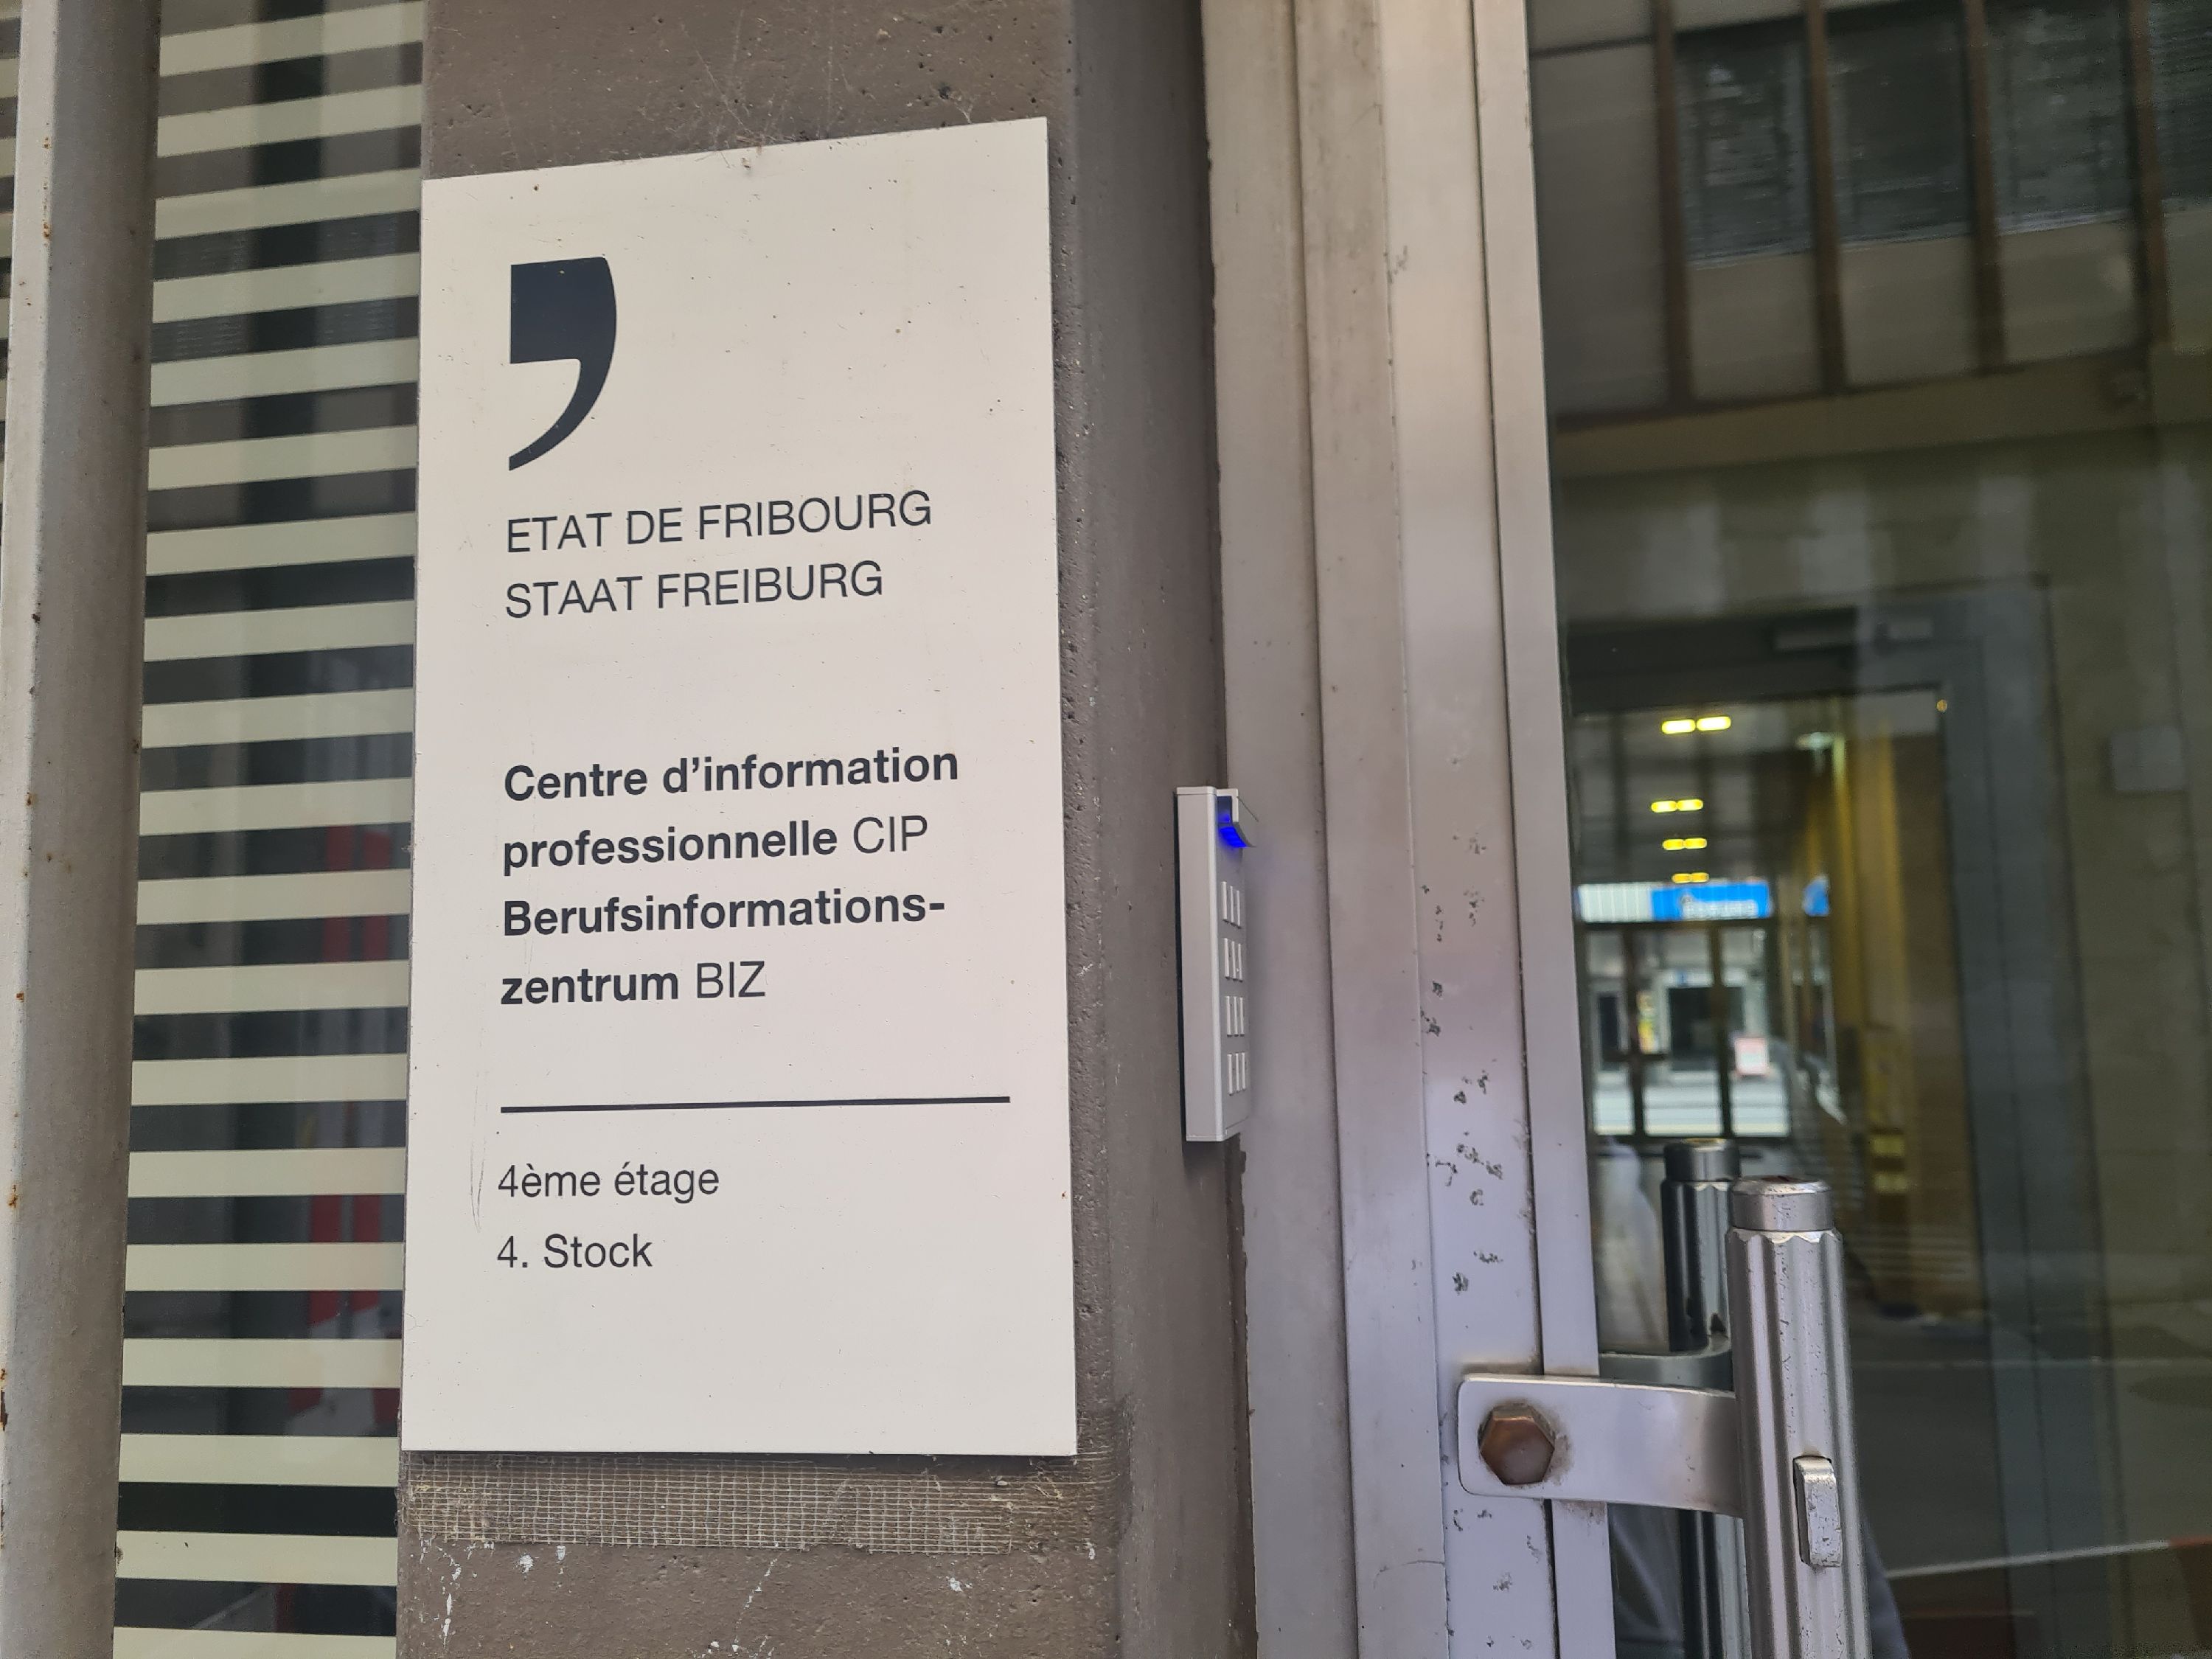 ETAT DE FRIBOURG
STAAT FREIBURG
Centre d'information
professionnelle CIP
Berufsinformations-
zentrum BIZ
4ème étage
4. Stock